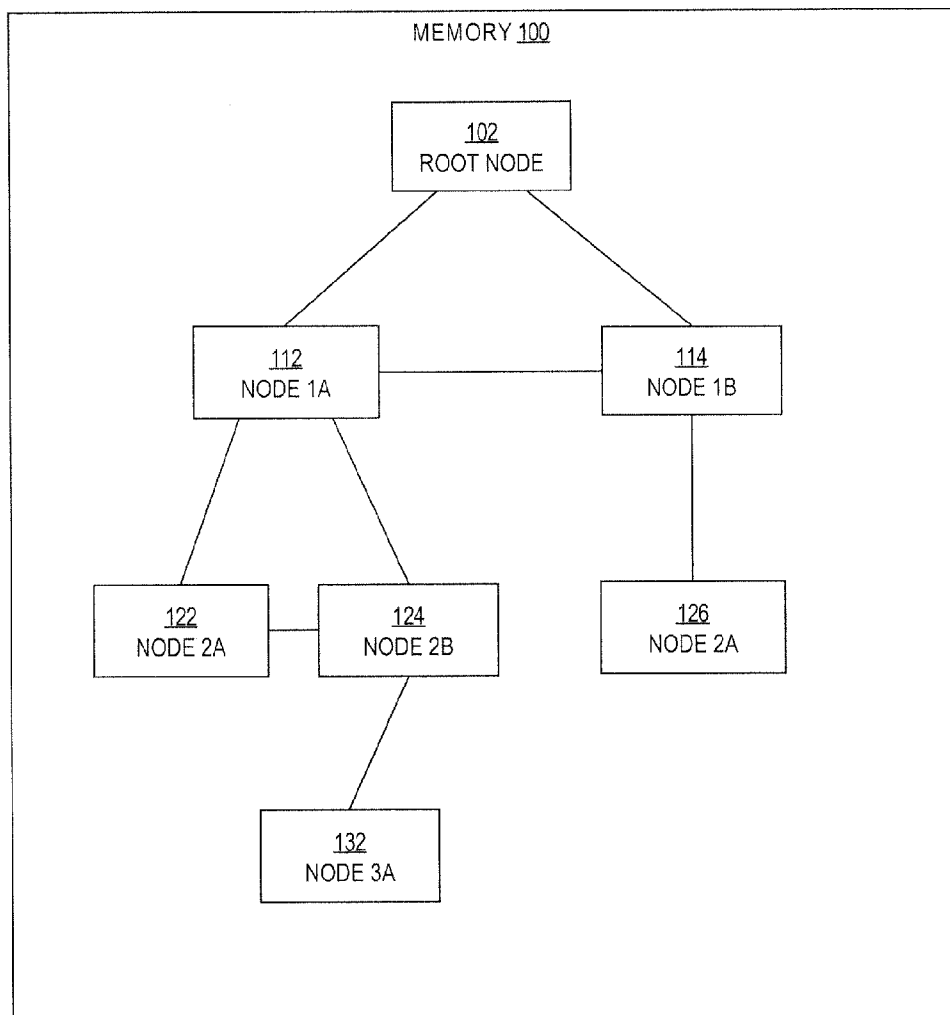 MEMORY 100
102
ROOT NODE
112
NODE 1A
114
NODE 1B
122
NODE 2A
124
NODE 2B
126
NODE 2A
132
NODE 3A